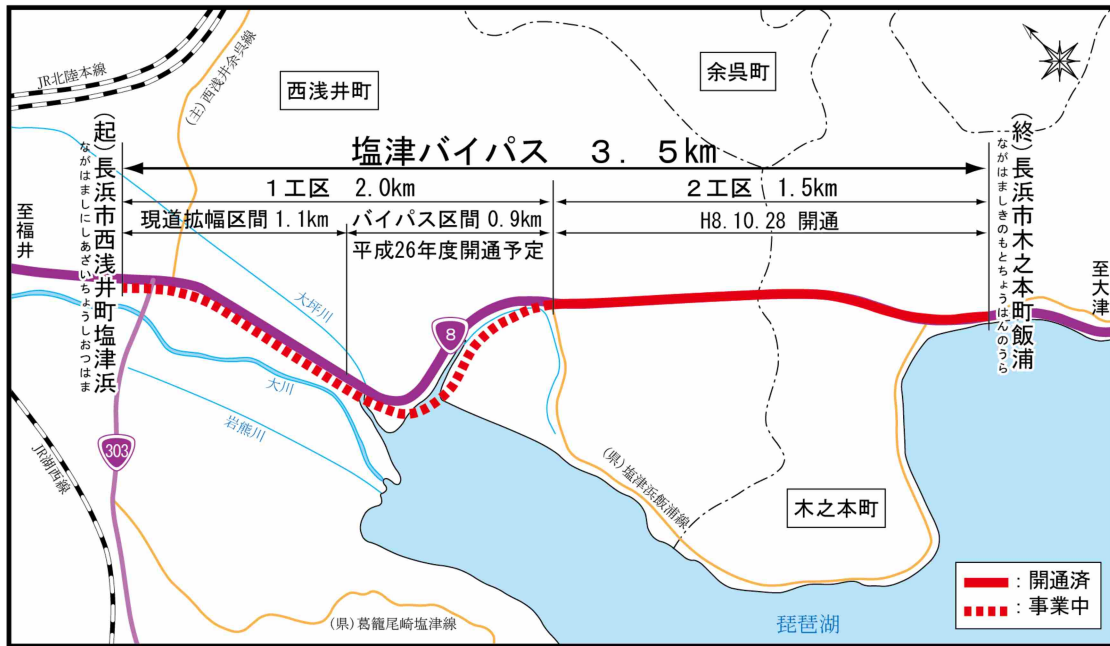 JR北陸本線
(主)西浅井余呉線
西浅井町
余呉町
塩津バイパス 3.5km
1工区 2.0km
2工区 1.5km
現道拡幅区間 1.1km
バイパス区間 0.9km
平成26年度開通予定
H8.10.28 開通
(起)長浜市西浅井町塩津浜
ながはましにしあざいちょうしおつはま
(終)長浜市木之本町飯浦
ながはましきのもとちょうはんのうら
至福井
至大津
大坪川
大川
岩熊川
8
303
JR湖西線
(県)塩津浜飯浦線
木之本町
(県)葛籠尾崎塩津線
琵琶湖
:開通済
:事業中